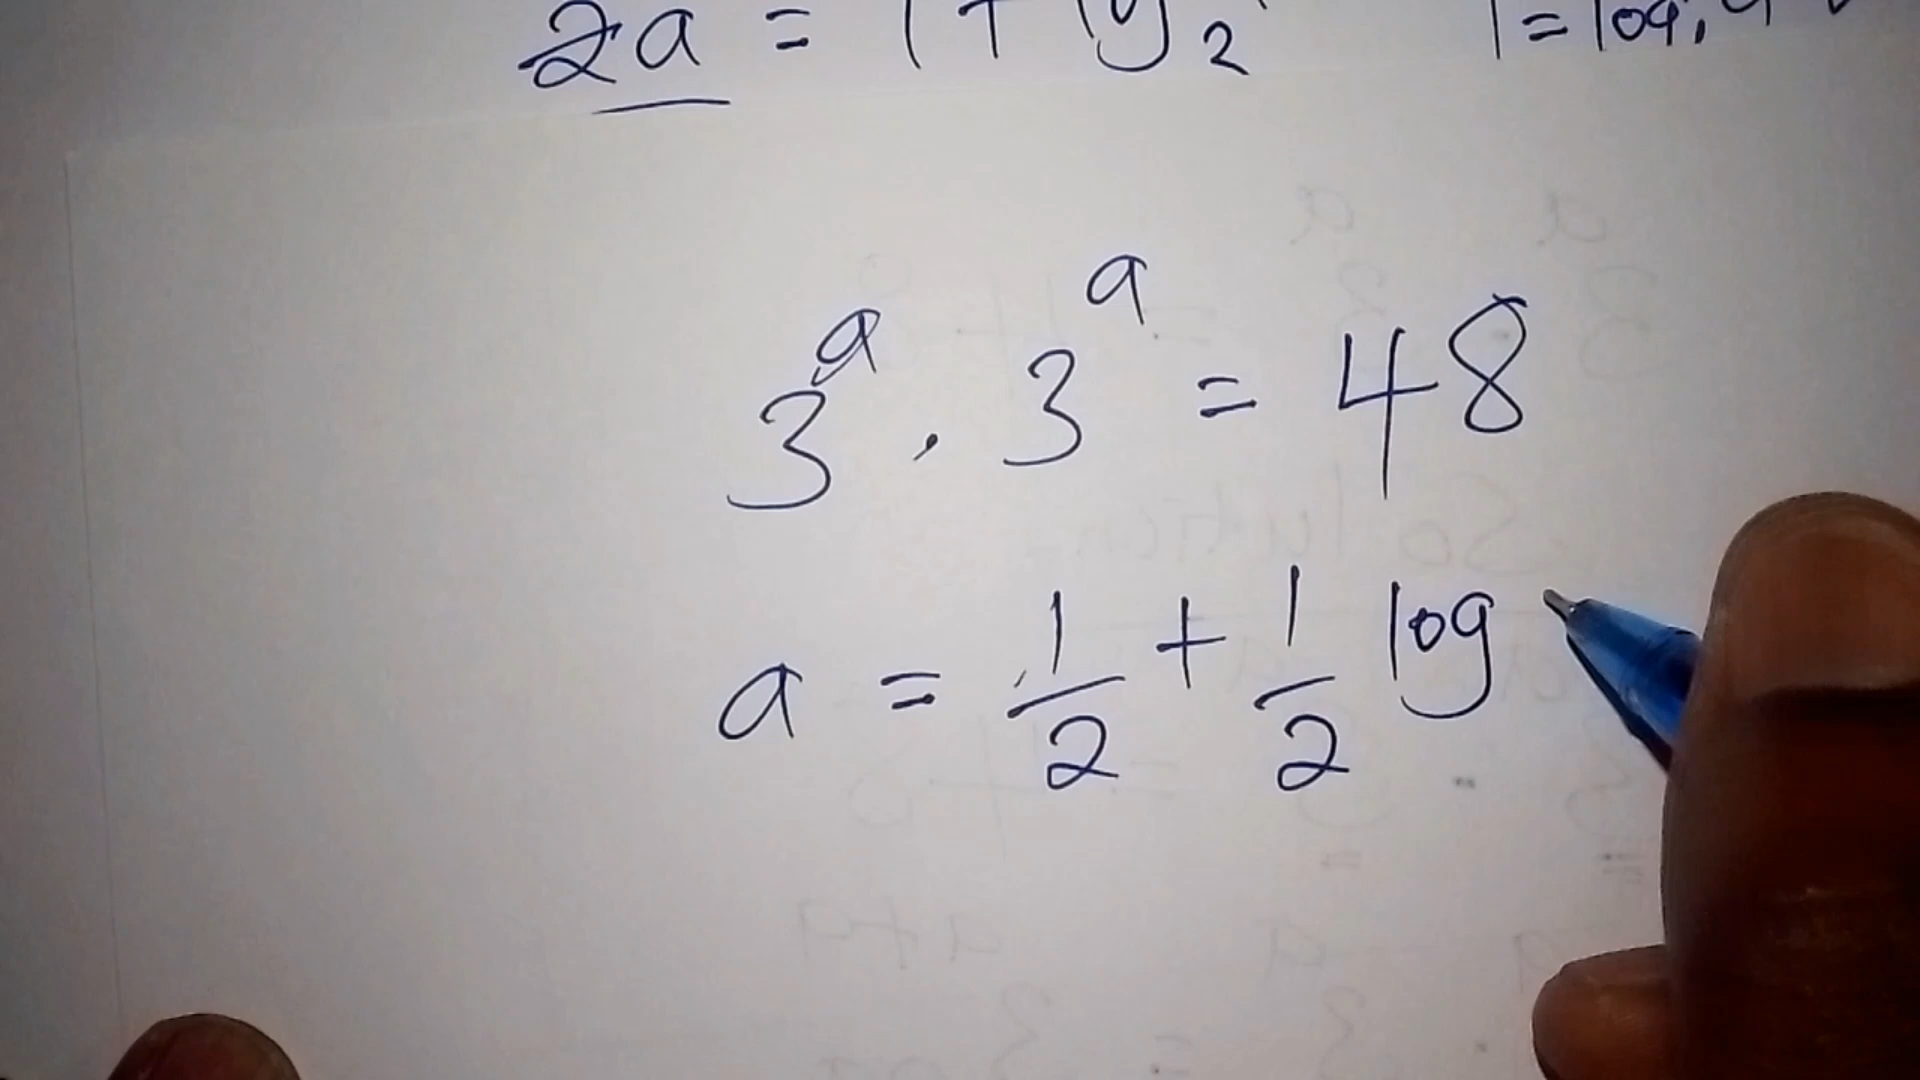 2a = 1 + log₂
1 = log
3ᵃ · 3ᵃ = 48
a = 1/2 + 1/2 log